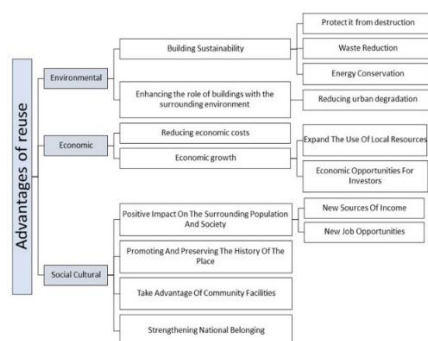 Advantages of reuse
Environmental
Building Sustainability
Protect it from destruction
Waste Reduction
Energy Conservation
Enhancing the role of buildings with the
surrounding environment
Reducing urban degradation
Economic
Reducing economic costs
Economic growth
Expand The Use Of Local Resources
Economic Opportunities For
Investors
Social Cultural
Positive Impact On The Surrounding Population
And Society
New Sources Of Income
New Job Opportunities
Promoting And Preserving The History Of The
Place
Take Advantage Of Community Facilities
Strengthening National Belonging